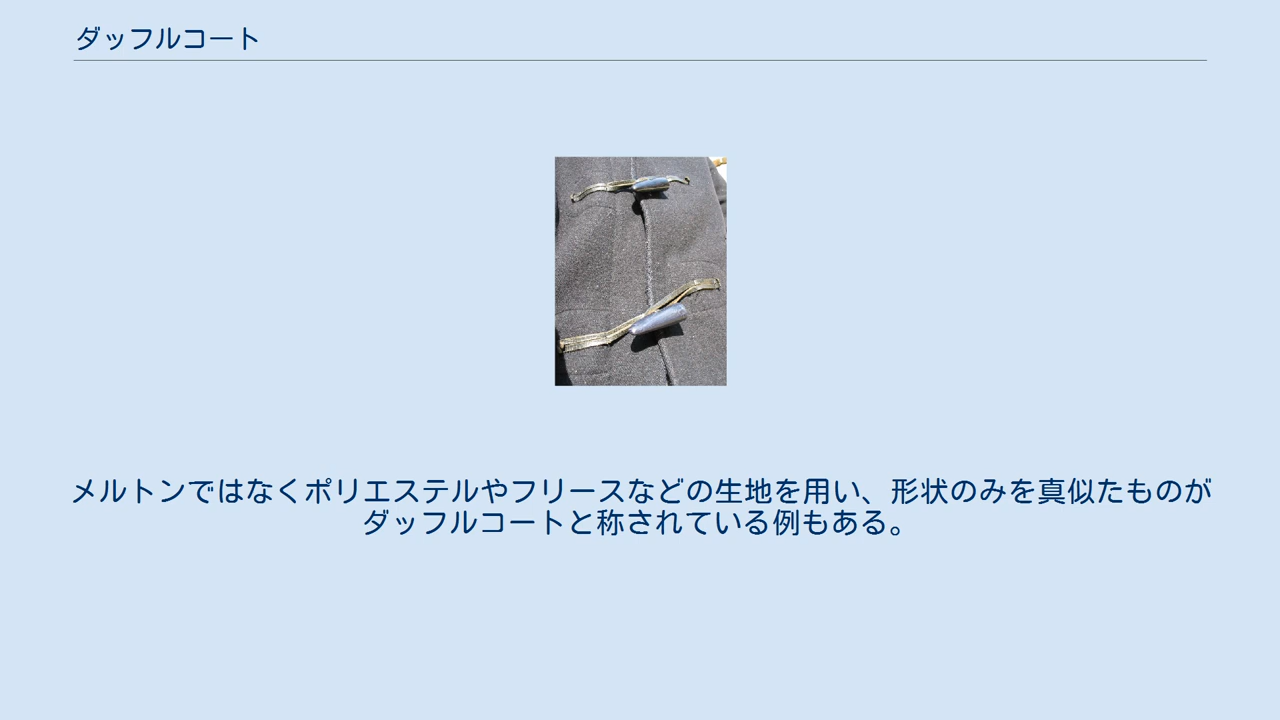 ダッフルコート
メルトンではなくポリエステルやフリースなどの生地を用い、形状のみを真似たものが
ダッフルコートと称されている例もある。